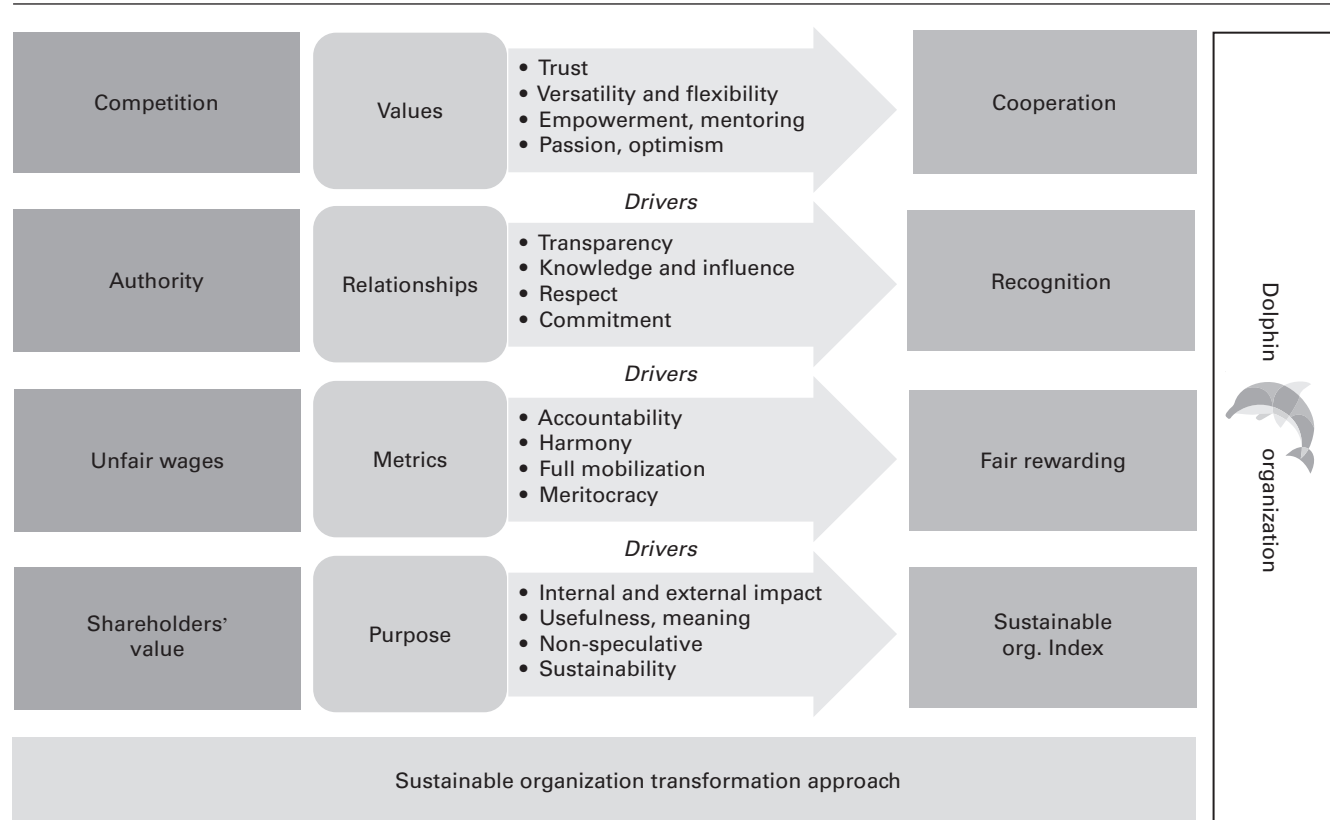 Competition
Values
• Trust
• Versatility and flexibility
• Empowerment, mentoring
• Passion, optimism
Cooperation
Drivers
Authority
Relationships
• Transparency
• Knowledge and influence
• Respect
• Commitment
Recognition
Drivers
Unfair wages
Metrics
• Accountability
• Harmony
• Full mobilization
• Meritocracy
Fair rewarding
Drivers
Shareholders’
value
Purpose
• Internal and external impact
• Usefulness, meaning
• Non-speculative
• Sustainability
Sustainable
org. Index
Sustainable organization transformation approach
Dolphin organization